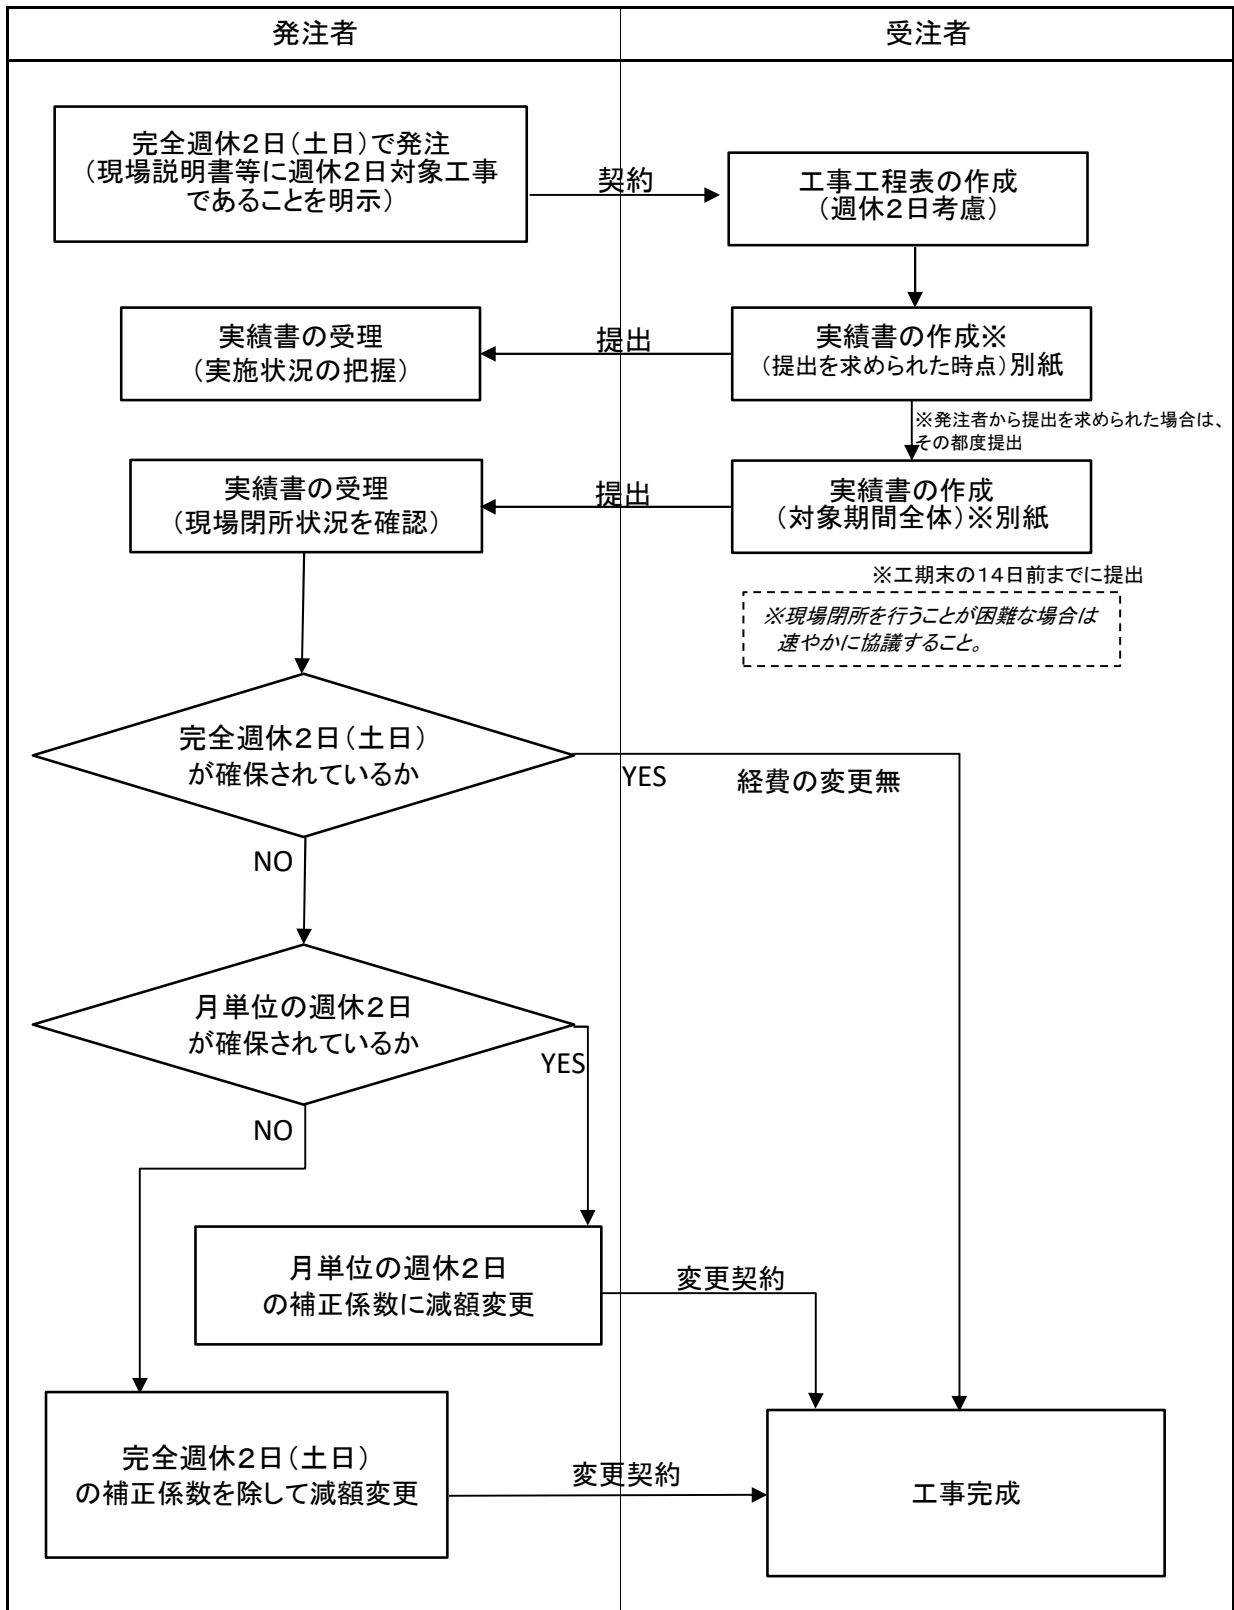 発注者
受注者
完全週休２日（土日）で発注
（現場説明書等に週休２日対象工事
であることを明示）
契約
工事工程表の作成
（週休２日考慮）
実績書の受理
（実施状況の把握）
提出
実績書の作成※
（提出を求められた時点）別紙
※発注者から提出を求められた場合は、
その都度提出
実績書の受理
（現場閉所状況を確認）
提出
実績書の作成
（対象期間全体）※別紙
※工期末の１４日前までに提出
※現場閉所を行うことが困難な場合は
速やかに協議すること。
完全週休２日（土日）
が確保されているか
YES
経費の変更無
NO
月単位の週休２日
が確保されているか
YES
NO
月単位の週休２日
の補正係数に減額変更
変更契約
完全週休２日（土日）
の補正係数を除して減額変更
変更契約
工事完成